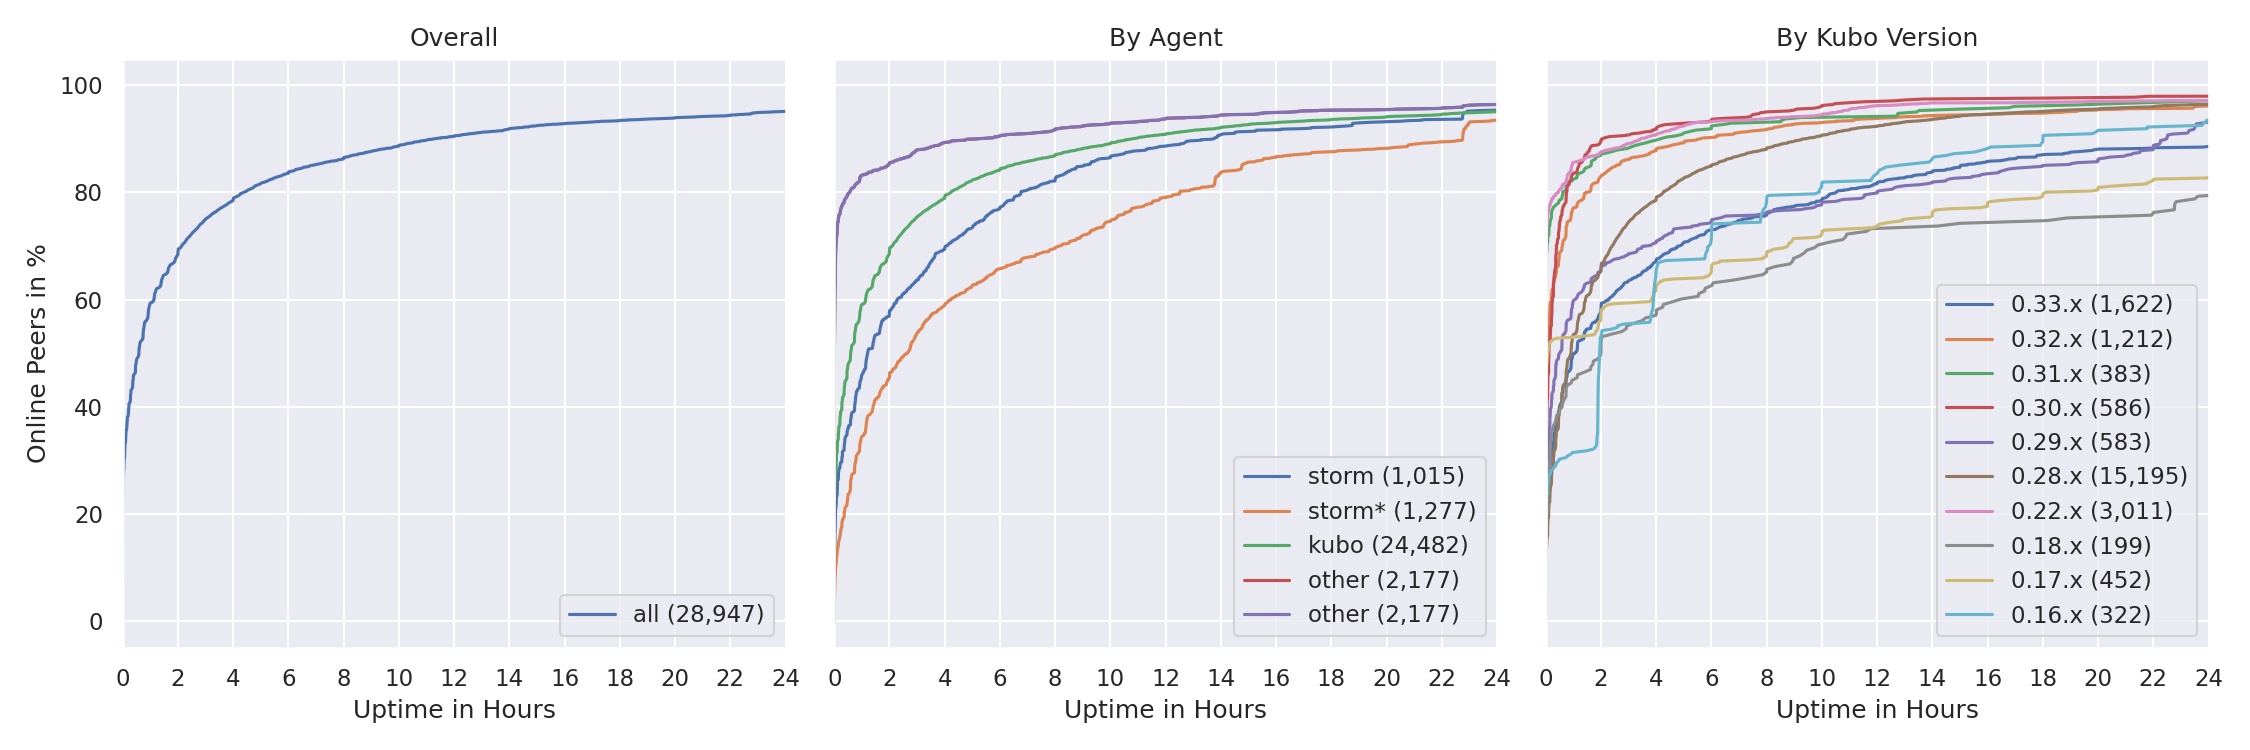 Overall
By Agent
By Kubo Version
Online Peers in %
100
80
60
40
20
0
all (28,947)
storm (1,015)
storm* (1,277)
kubo (24,482)
other (2,177)
other (2,177)
0.33.x (1,622)
0.32.x (1,212)
0.31.x (383)
0.30.x (586)
0.29.x (583)
0.28.x (15,195)
0.22.x (3,011)
0.18.x (199)
0.17.x (452)
0.16.x (322)
0 2 4 6 8 10 12 14 16 18 20 22 24
0 2 4 6 8 10 12 14 16 18 20 22 24
0 2 4 6 8 10 12 14 16 18 20 22 24
Uptime in Hours
Uptime in Hours
Uptime in Hours